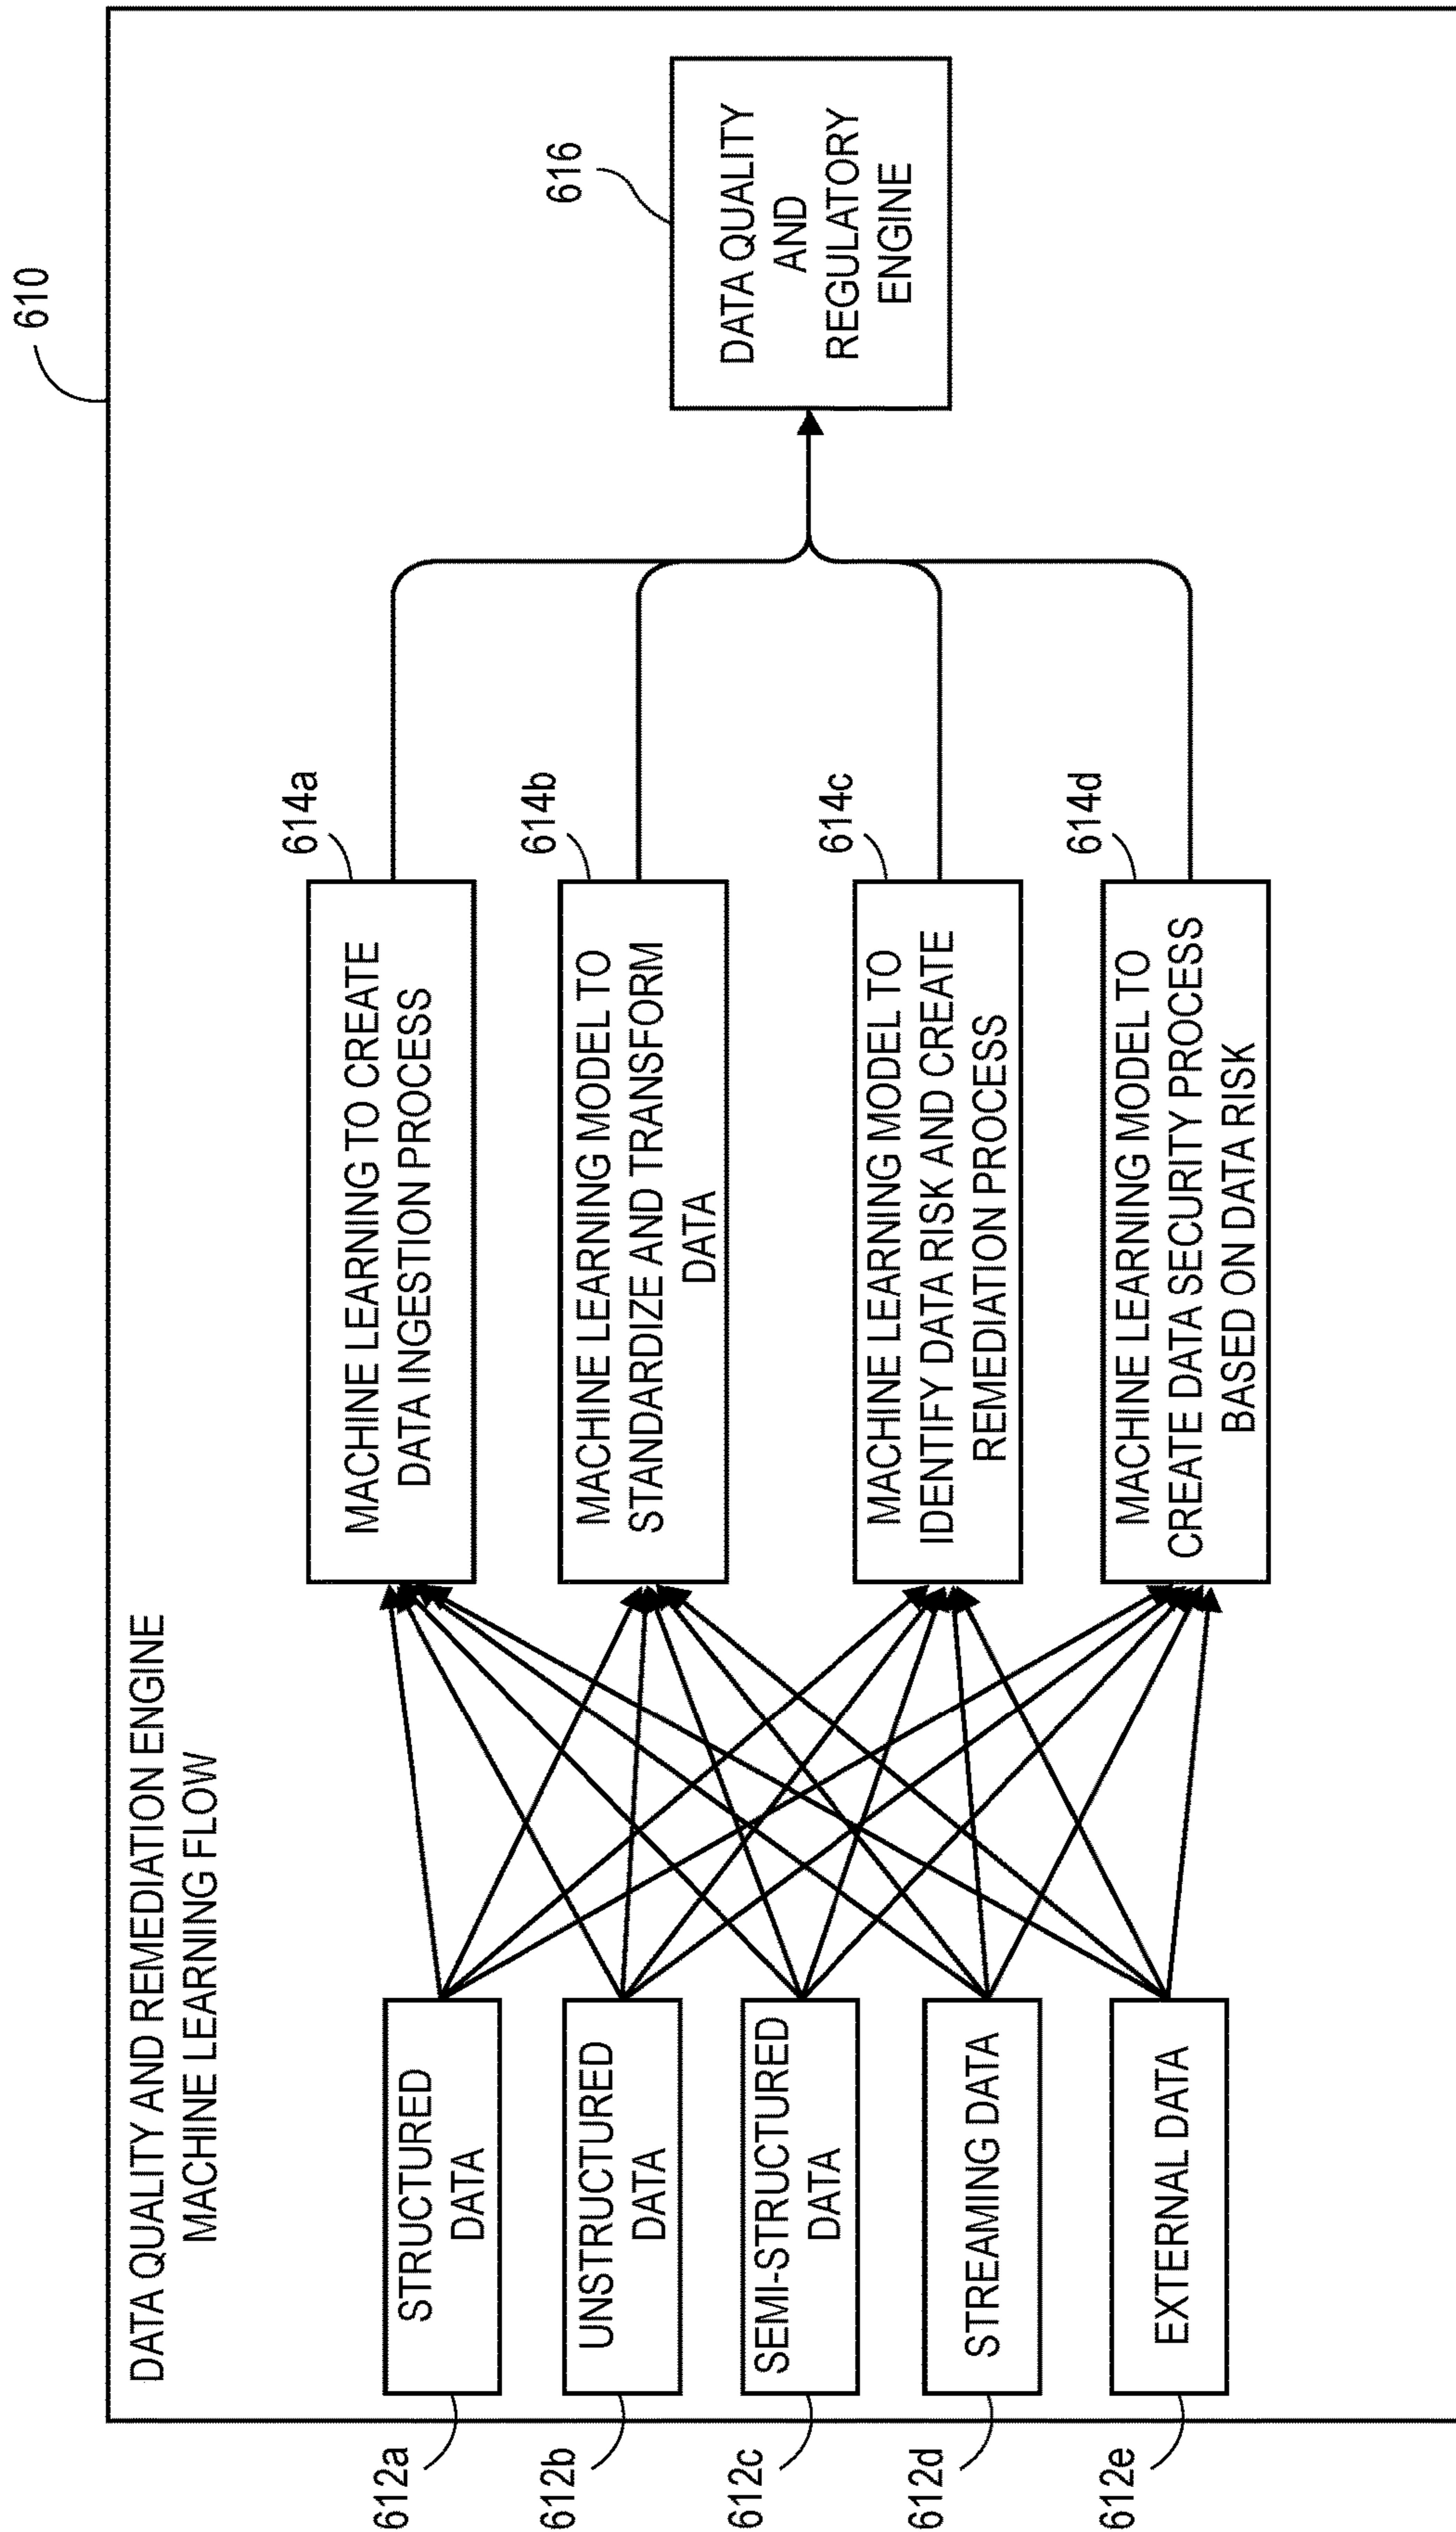 610
DATA QUALITY AND REMEDIATION ENGINE
MACHINE LEARNING FLOW
612a
STRUCTURED
DATA
612b
UNSTRUCTURED
DATA
612c
SEMI-STRUCTURED
DATA
612d
STREAMING DATA
612e
EXTERNAL DATA
614a
MACHINE LEARNING TO CREATE
DATA INGESTION PROCESS
614b
MACHINE LEARNING MODEL TO
STANDARDIZE AND TRANSFORM
DATA
614c
MACHINE LEARNING MODEL TO
IDENTIFY DATA RISK AND CREATE
REMEDIATION PROCESS
614d
MACHINE LEARNING MODEL TO
CREATE DATA SECURITY PROCESS
BASED ON DATA RISK
616
DATA QUALITY
AND
REGULATORY
ENGINE